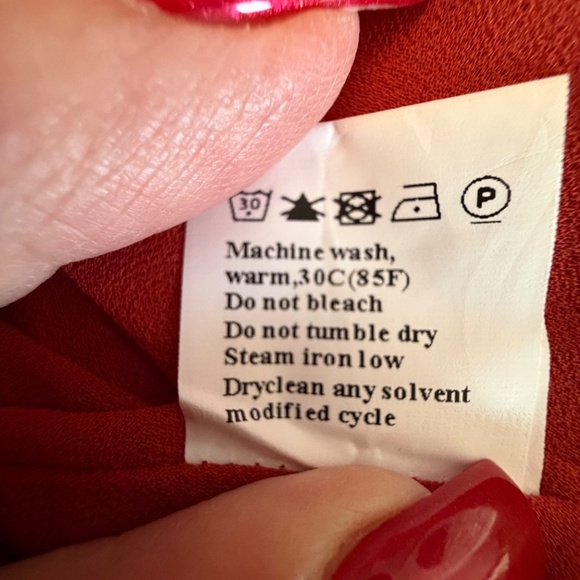 30
P
Machine wash,
warm,30C(85F)
Do not bleach
Do not tumble dry
Steam iron low
Dryclean any solvent
modified cycle